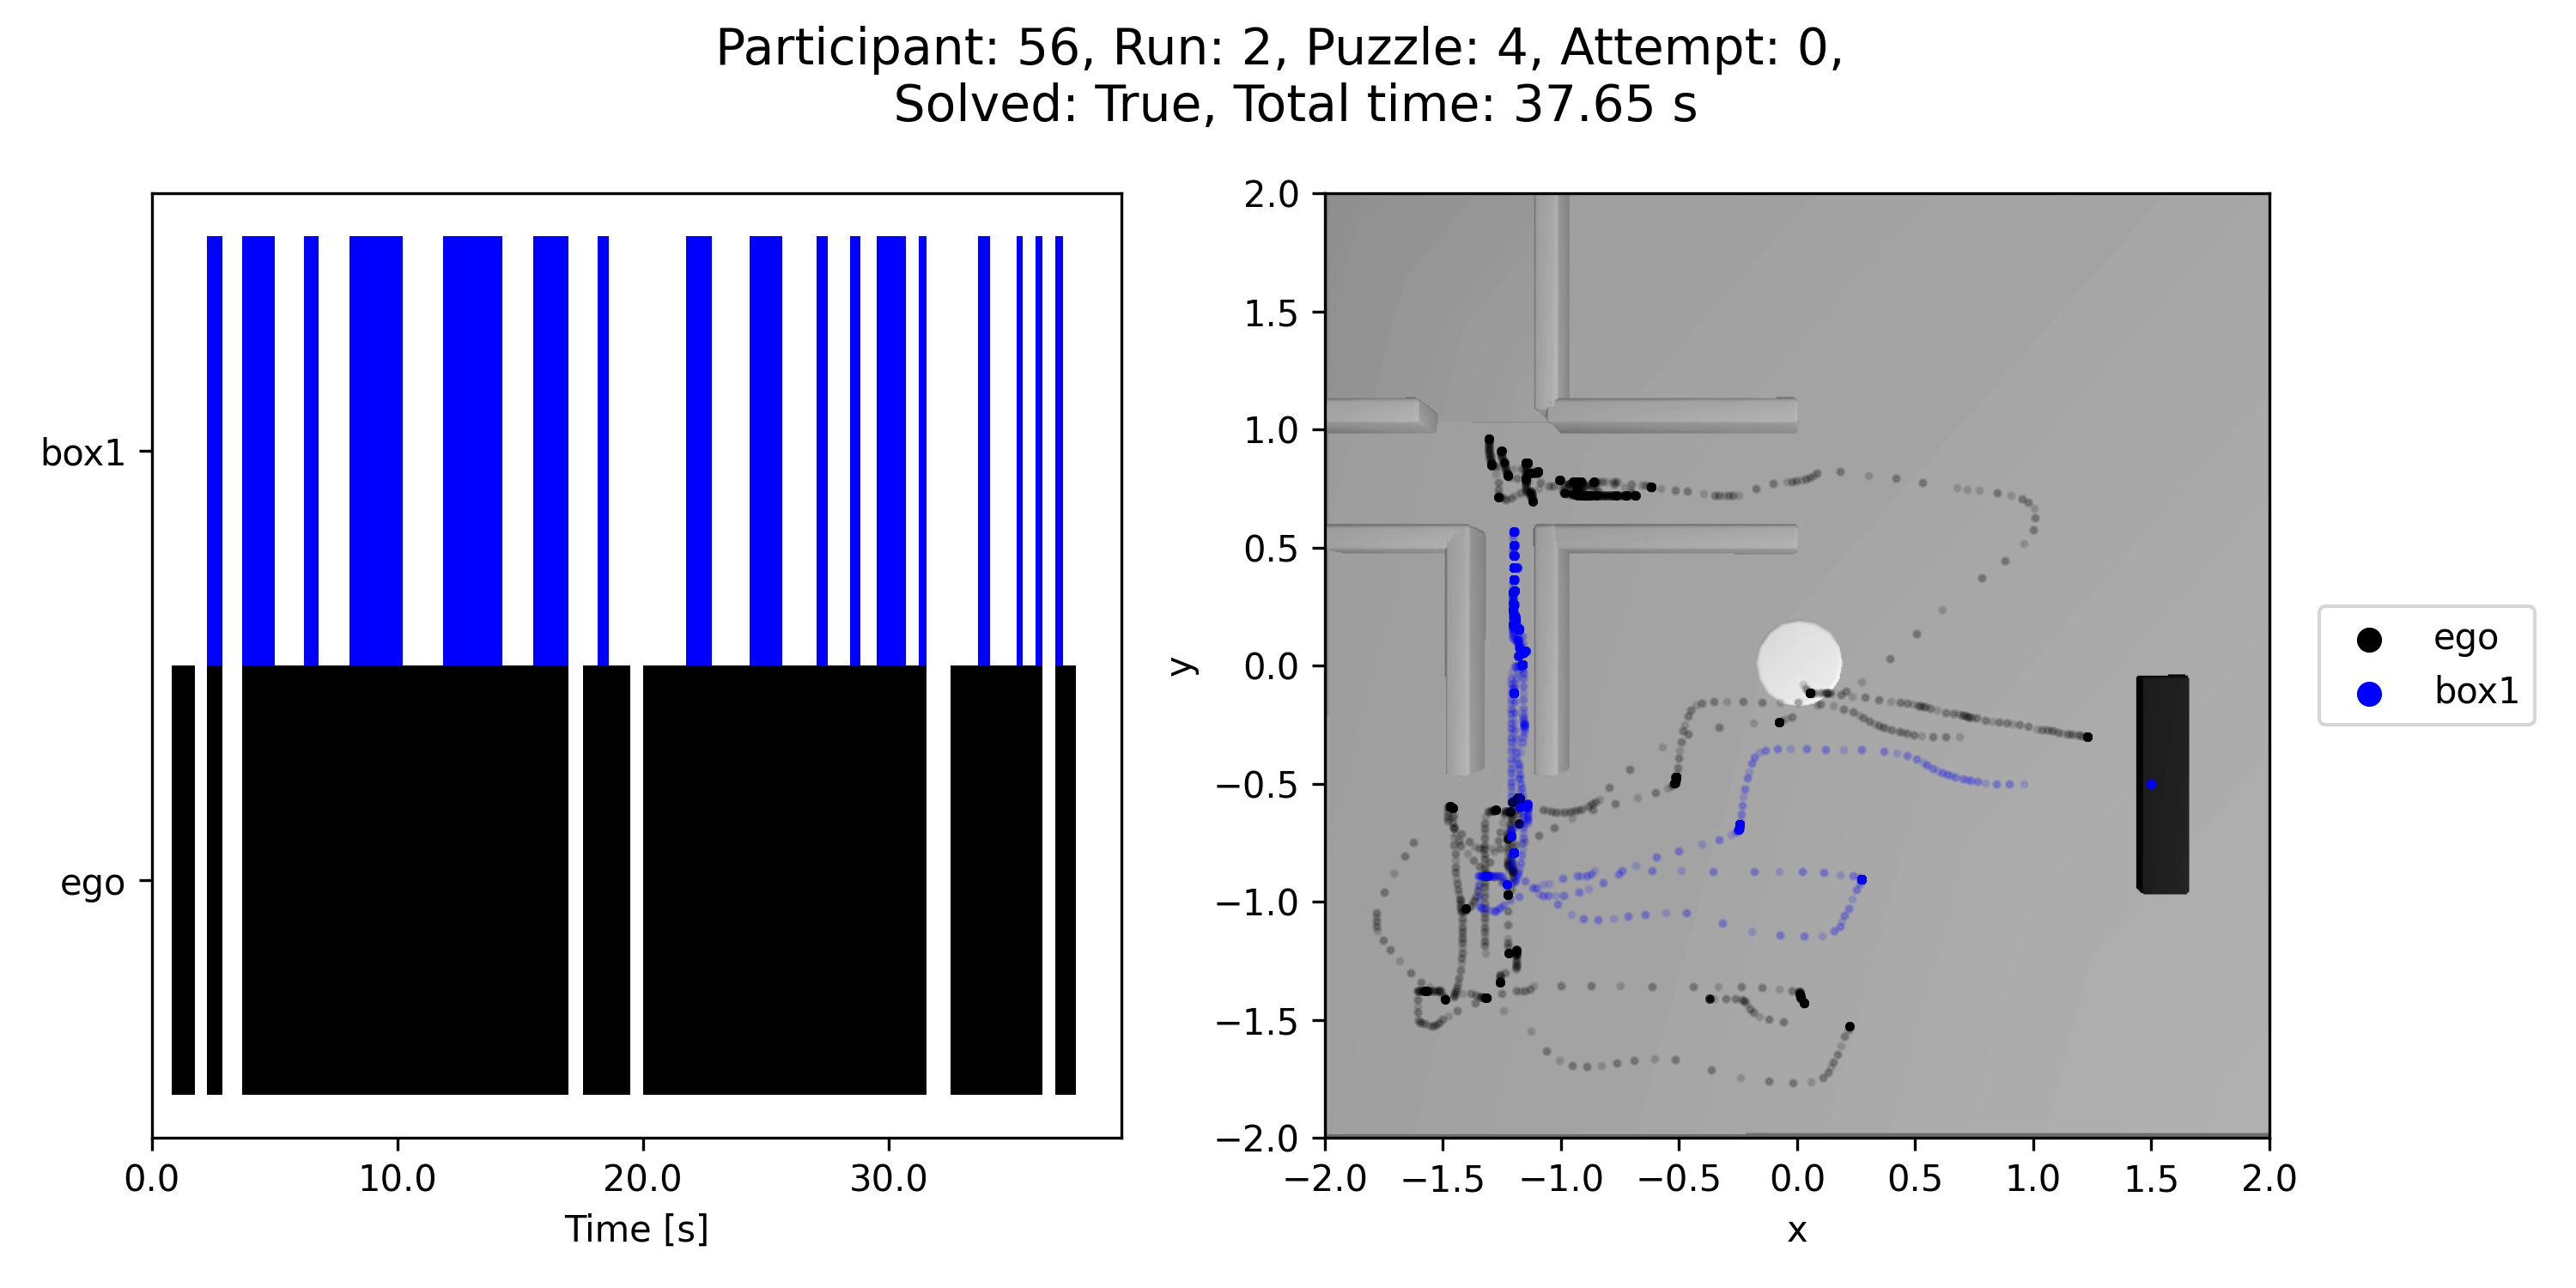 Participant: 56, Run: 2, Puzzle: 4, Attempt: 0,
Solved: True, Total time: 37.65 s
box1
ego
0.0 10.0 20.0 30.0
Time [s]
2.0
1.5
1.0
0.5
0.0
−0.5
−1.0
−1.5
−2.0
y
−2.0 −1.5 −1.0 −0.5 0.0 0.5 1.0 1.5 2.0
x
ego
box1